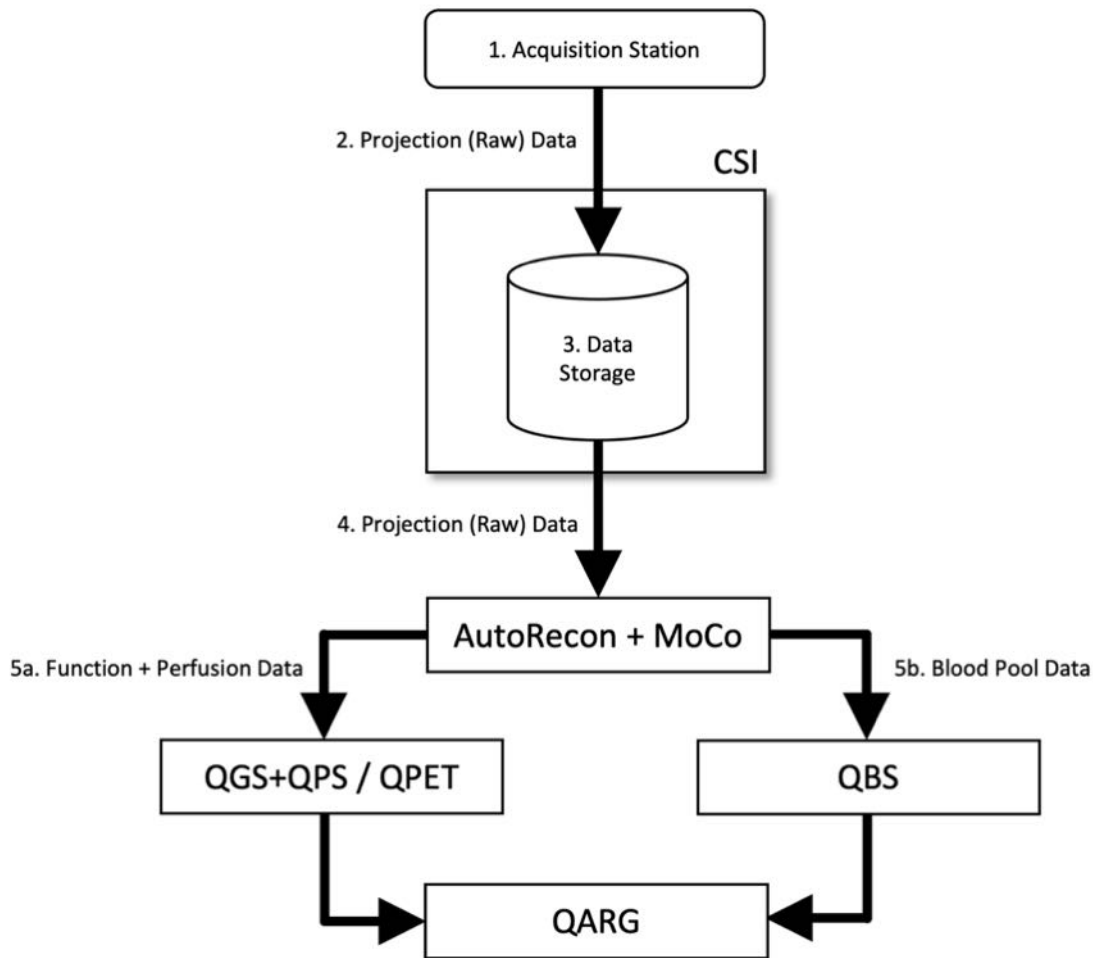 1. Acquisition Station
2. Projection (Raw) Data
CSI
3. Data
Storage
4. Projection (Raw) Data
AutoRecon + MoCo
5a. Function + Perfusion Data
5b. Blood Pool Data
QGS+QPS / QPET
QBS
QARG